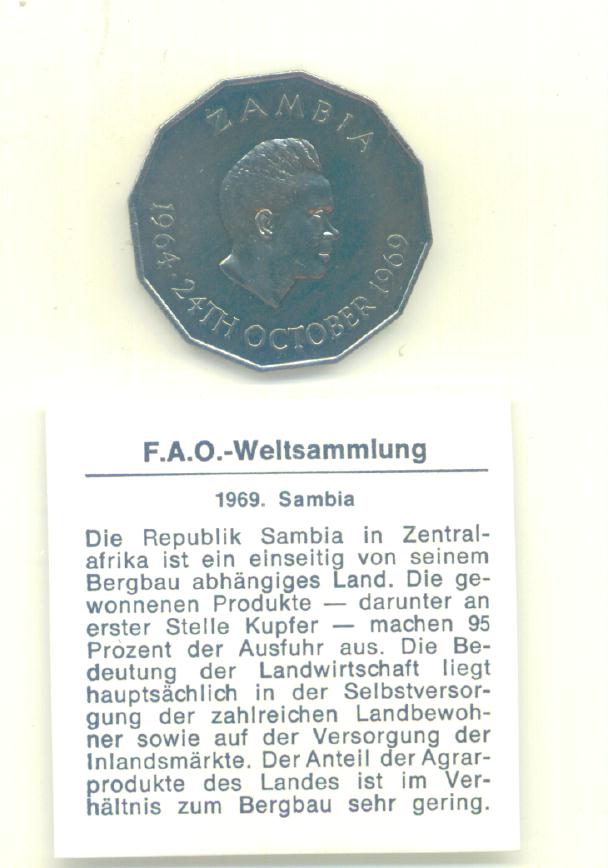 ZAMBIA
1964 · 24TH OCTOBER 1969
F.A.O.-Weltsammlung
1969. Sambia
Die Republik Sambia in Zentral-
afrika ist ein einseitig von seinem
Bergbau abhängiges Land. Die ge-
wonnenen Produkte — darunter an
erster Stelle Kupfer — machen 95
Prozent der Ausfuhr aus. Die Be-
deutung der Landwirtschaft liegt
hauptsächlich in der Selbstversor-
gung der zahlreichen Landbewoh-
ner sowie auf der Versorgung der
Inlandsmärkte. Der Anteil der Agrar-
produkte des Landes ist im Ver-
hältnis zum Bergbau sehr gering.